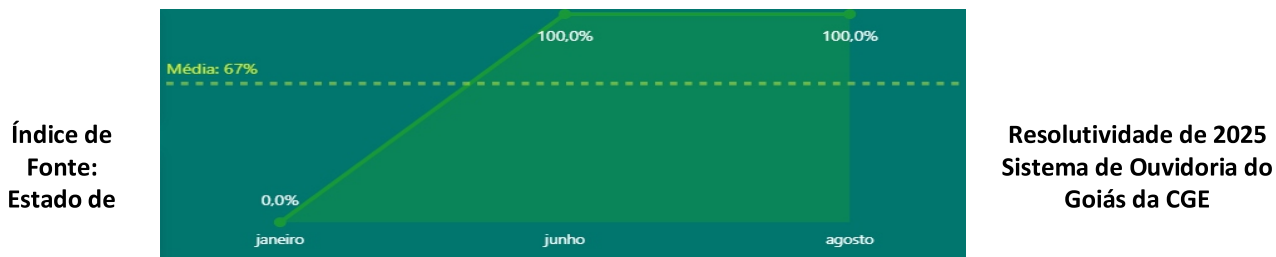 100,0%
100,0%
Média: 67%
Índice de
Resolutividade de 2025
Fonte:
Sistema de Ouvidoria do
Estado de
Goiás da CGE
0,0%
janeiro
junho
agosto